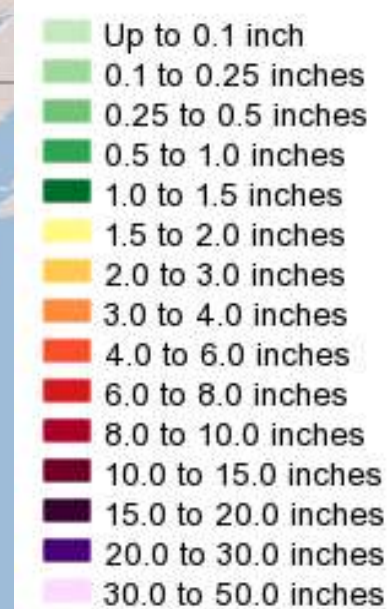 Up to 0.1 inch
0.1 to 0.25 inches
0.25 to 0.5 inches
0.5 to 1.0 inches
1.0 to 1.5 inches
1.5 to 2.0 inches
2.0 to 3.0 inches
3.0 to 4.0 inches
4.0 to 6.0 inches
6.0 to 8.0 inches
8.0 to 10.0 inches
10.0 to 15.0 inches
15.0 to 20.0 inches
20.0 to 30.0 inches
30.0 to 50.0 inches